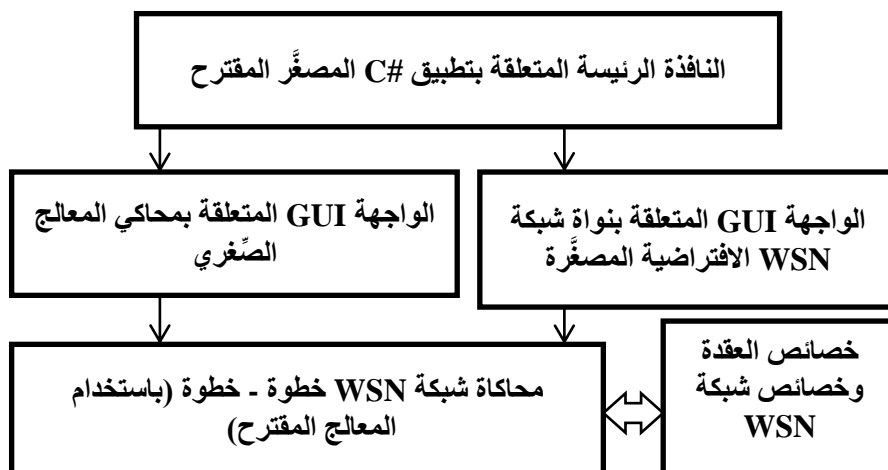 النافذة الرئيسة المتعلقة بتطبيق C# المصغَّر المقترح
الواجهة GUI المتعلقة بنواة شبكة
WSN الافتراضية المصغَّرة
الواجهة GUI المتعلقة بمحاكي المعالج
الصِّغري
خصائص العقدة
وخصائص شبكة
WSN
محاكاة شبكة WSN خطوة - خطوة (باستخدام
المعالج المقترح)